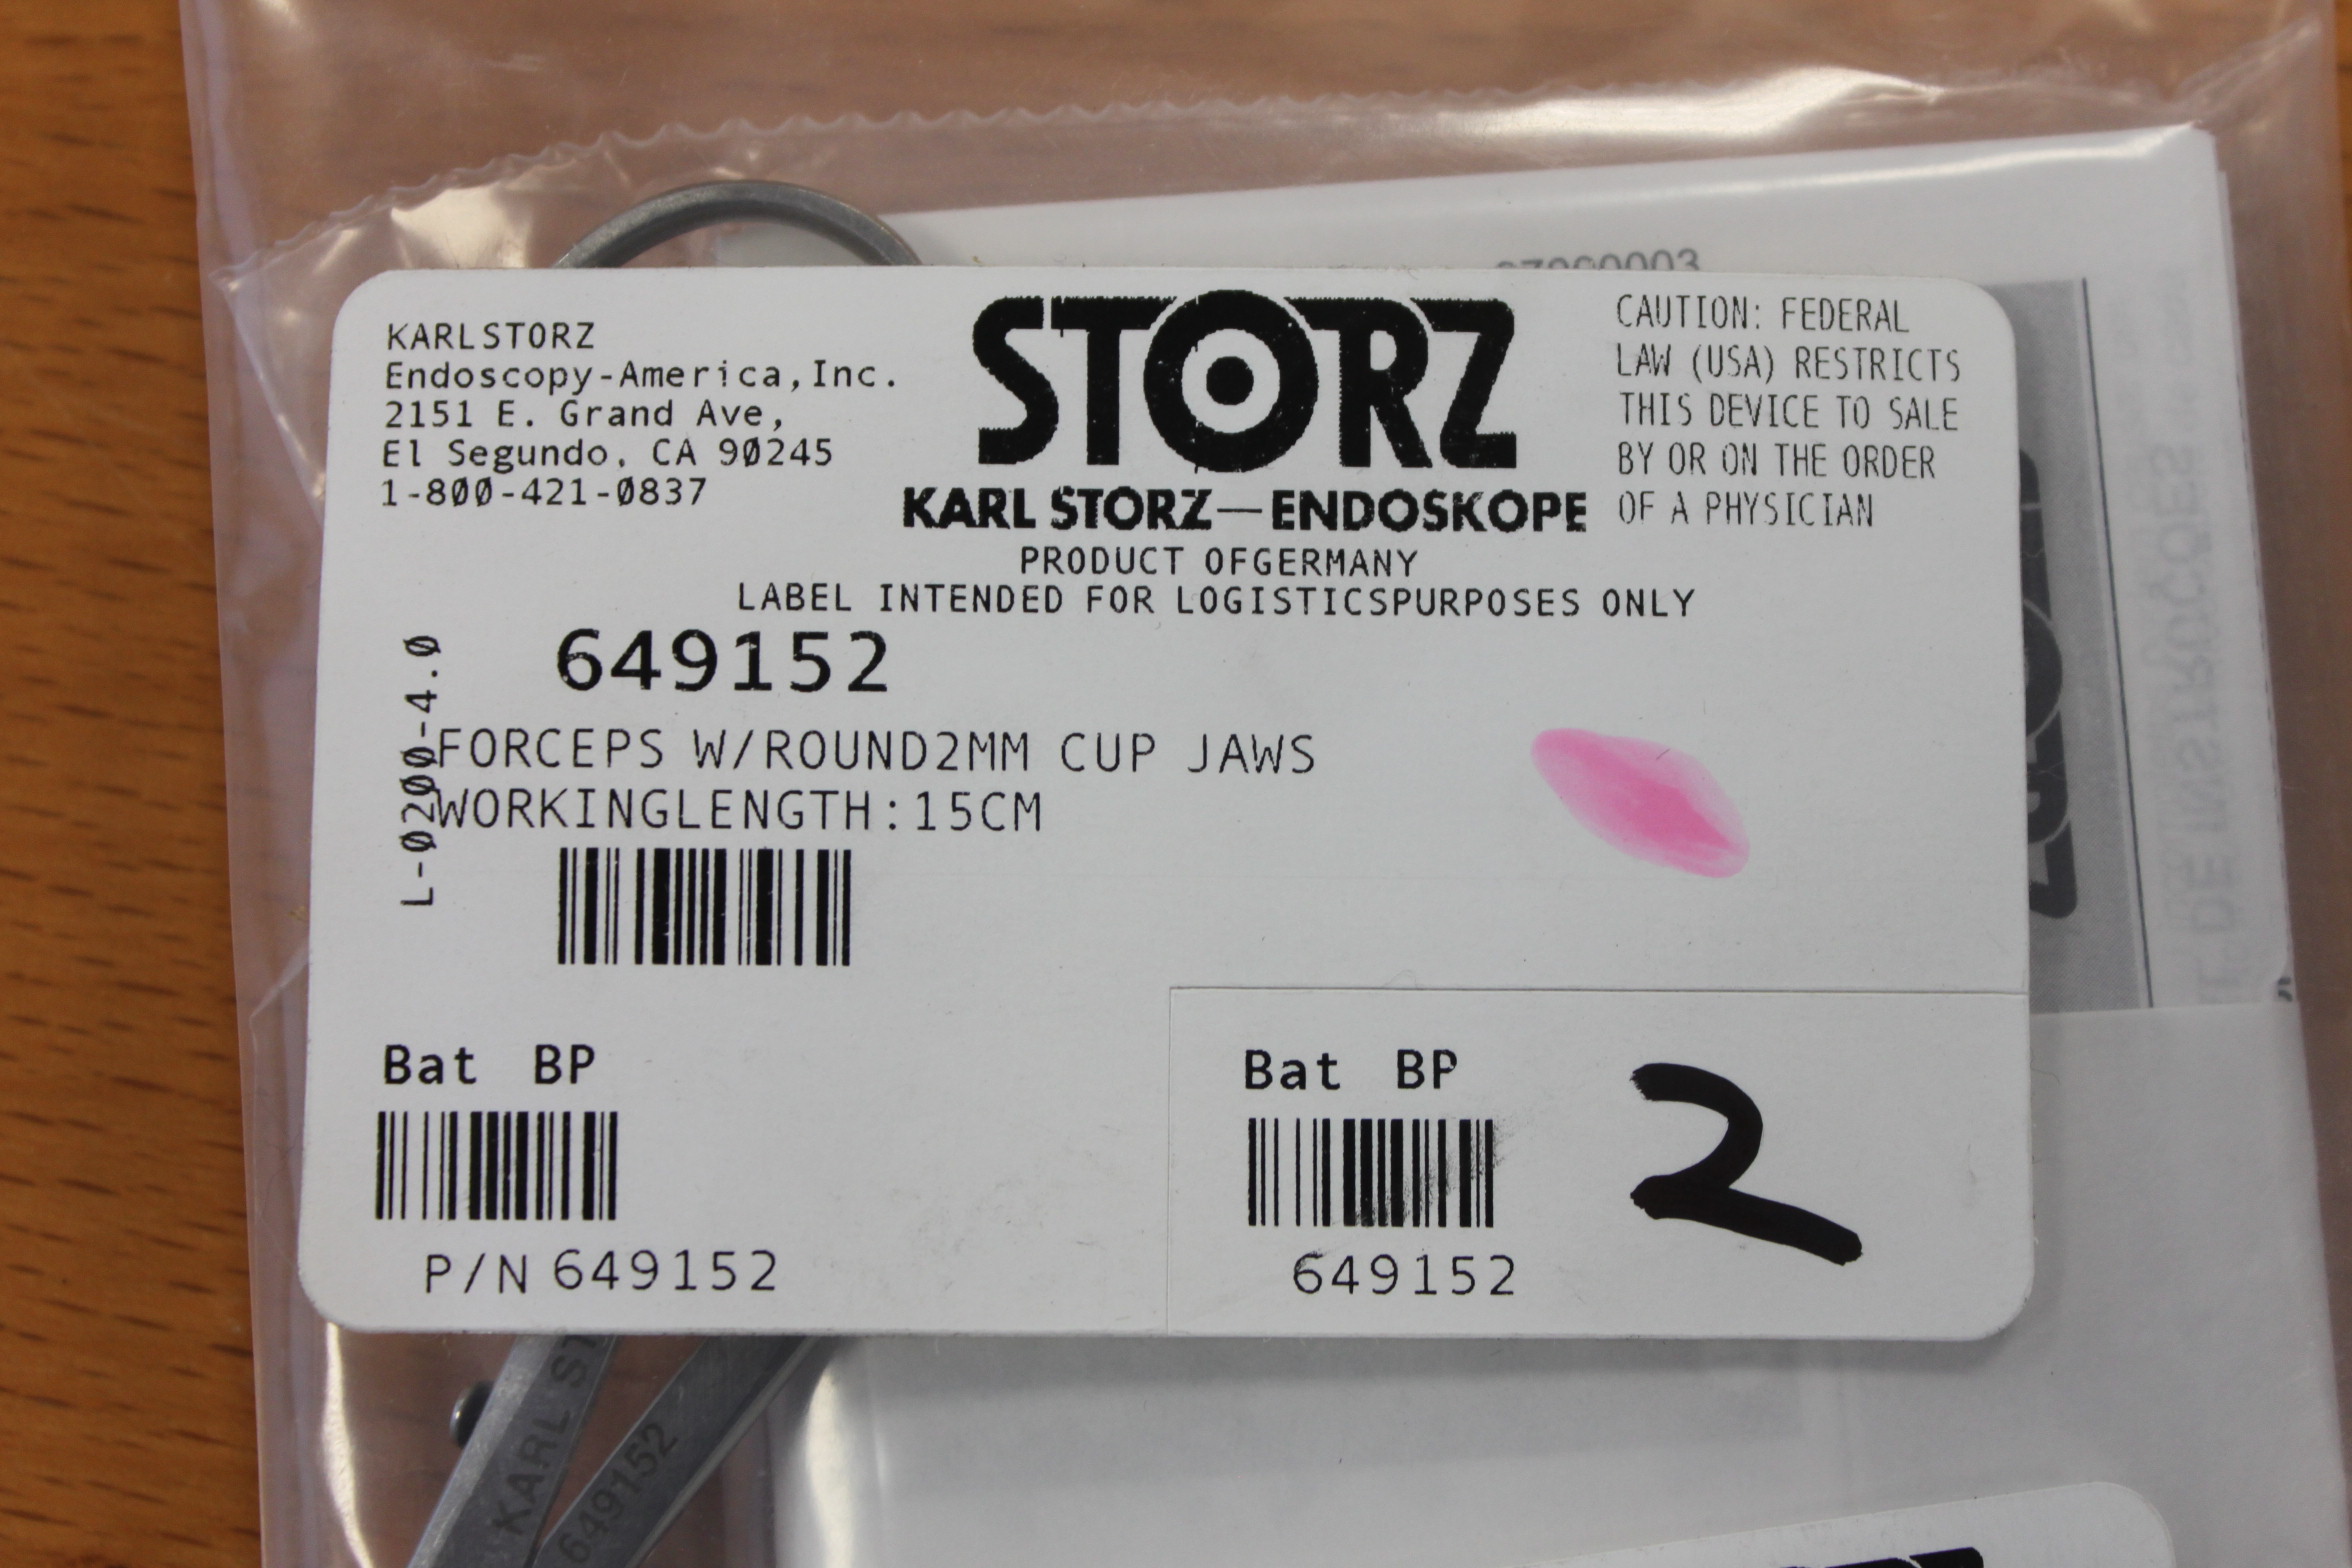 KARLSTORZ
Endoscopy-America,Inc.
2151 E. Grand Ave,
El Segundo, CA 90245
1-800-421-0837
STORZ
KARL STORZ—ENDOSKOPE
CAUTION: FEDERAL
LAW (USA) RESTRICTS
THIS DEVICE TO SALE
BY OR ON THE ORDER
OF A PHYSICIAN
PRODUCT OFGERMANY
LABEL INTENDED FOR LOGISTICSPURPOSES ONLY
L-0200-4.0
649152
FORCEPS W/ROUND2MM CUP JAWS
WORKINGLENGTH:15CM
Bat BP
P/N 649152
Bat BP
649152
2
KARL ST
649152
DE INSTRUÇÕES